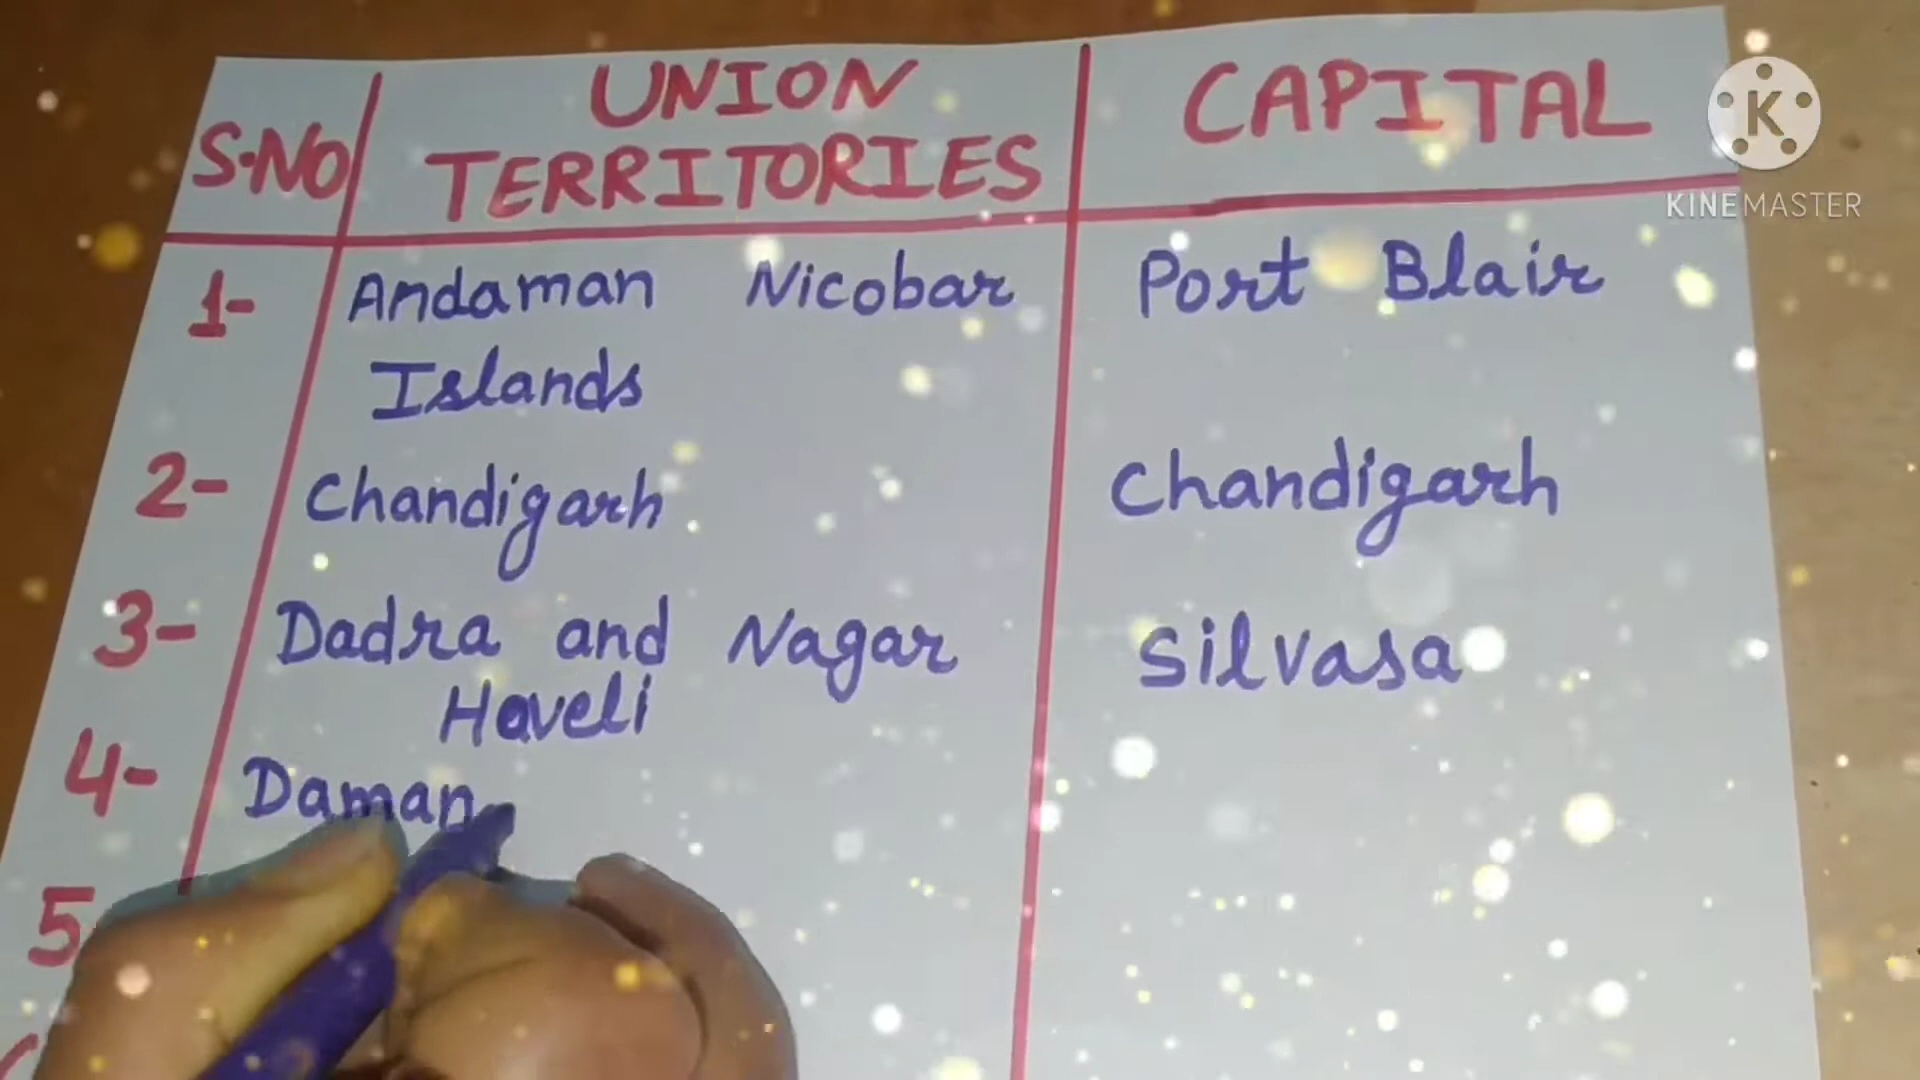 S.NO UNION TERRITORIES CAPITAL
1- Andaman Nicobar Islands Port Blair
2- Chandigarh Chandigarh
3- Dadra and Nagar Haveli Silvasa
4- Daman
5
K
KINEMASTER